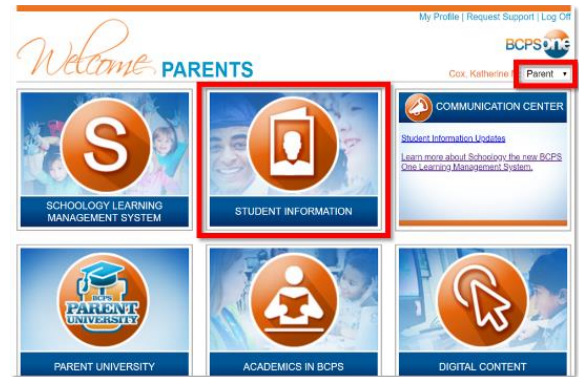 My Profile | Request Support | Log Off
BCPSone
Welcome PARENTS
Cox, Katherine
Parent
S
COMMUNICATION CENTER
Student Information Updates
Learn more about Schoology the new BCPS
One Learning Management System.
SCHOOLOGY LEARNING
MANAGEMENT SYSTEM
STUDENT INFORMATION
BCPS
PARENT
UNIVERSITY
PARENT UNIVERSITY
ACADEMICS IN BCPS
DIGITAL CONTENT